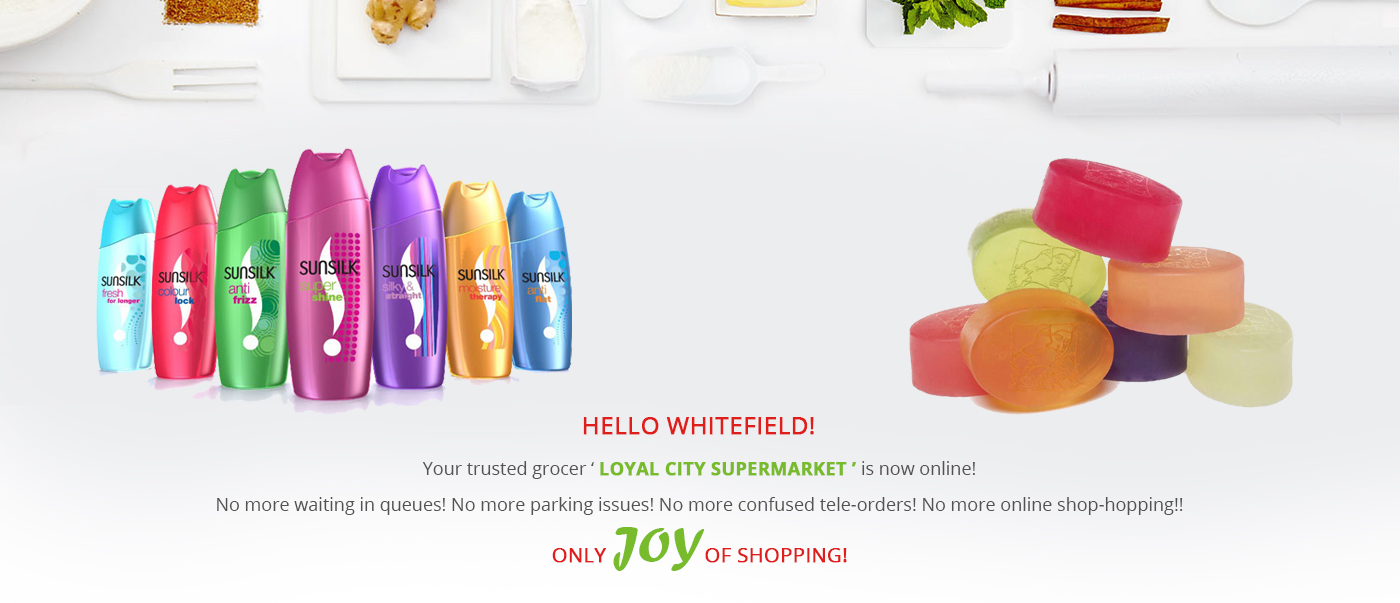 SUNSILK
fresh
for longer
SUNSILK
colour
lock
SUNSILK
anti
frizz
SUNSILK
super
shine
SUNSILK
silky &
straight
SUNSILK
moisture
therapy
SUNSILK
anti
flat
HELLO WHITEFIELD!
Your trusted grocer ‘ LOYAL CITY SUPERMARKET ’ is now online!
No more waiting in queues! No more parking issues! No more confused tele-orders! No more online shop-hopping!!
ONLY JOY OF SHOPPING!